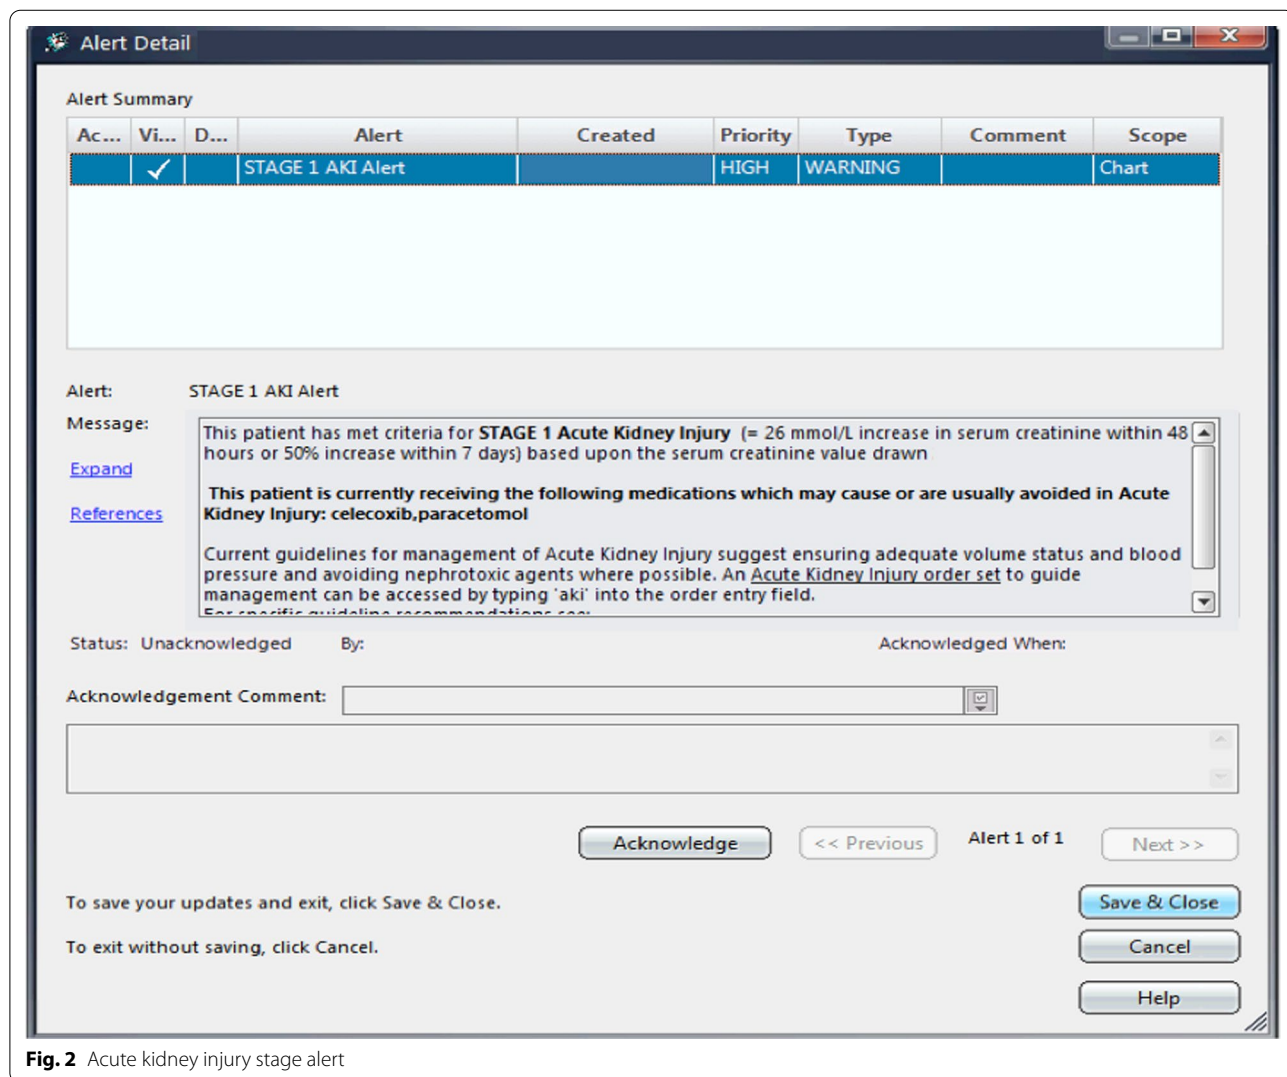 Alert Detail
Alert Summary
Ac... Vi... D... Alert Created Priority Type Comment Scope
STAGE 1 AKI Alert HIGH WARNING Chart
Alert: STAGE 1 AKI Alert
Message:
This patient has met criteria for STAGE 1 Acute Kidney Injury (= 26 mmol/L increase in serum creatinine within 48
hours or 50% increase within 7 days) based upon the serum creatinine value drawn
Expand
This patient is currently receiving the following medications which may cause or are usually avoided in Acute
Kidney Injury: celecoxib,paracetomol
References
Current guidelines for management of Acute Kidney Injury suggest ensuring adequate volume status and blood
pressure and avoiding nephrotoxic agents where possible. An Acute Kidney Injury order set to guide
management can be accessed by typing 'aki' into the order entry field.
For specific guideline recommendations see:
Status: Unacknowledged By: Acknowledged When:
Acknowledgement Comment:
Acknowledge << Previous Alert 1 of 1 Next >>
To save your updates and exit, click Save & Close. Save & Close
To exit without saving, click Cancel. Cancel
Help
Fig. 2 Acute kidney injury stage alert